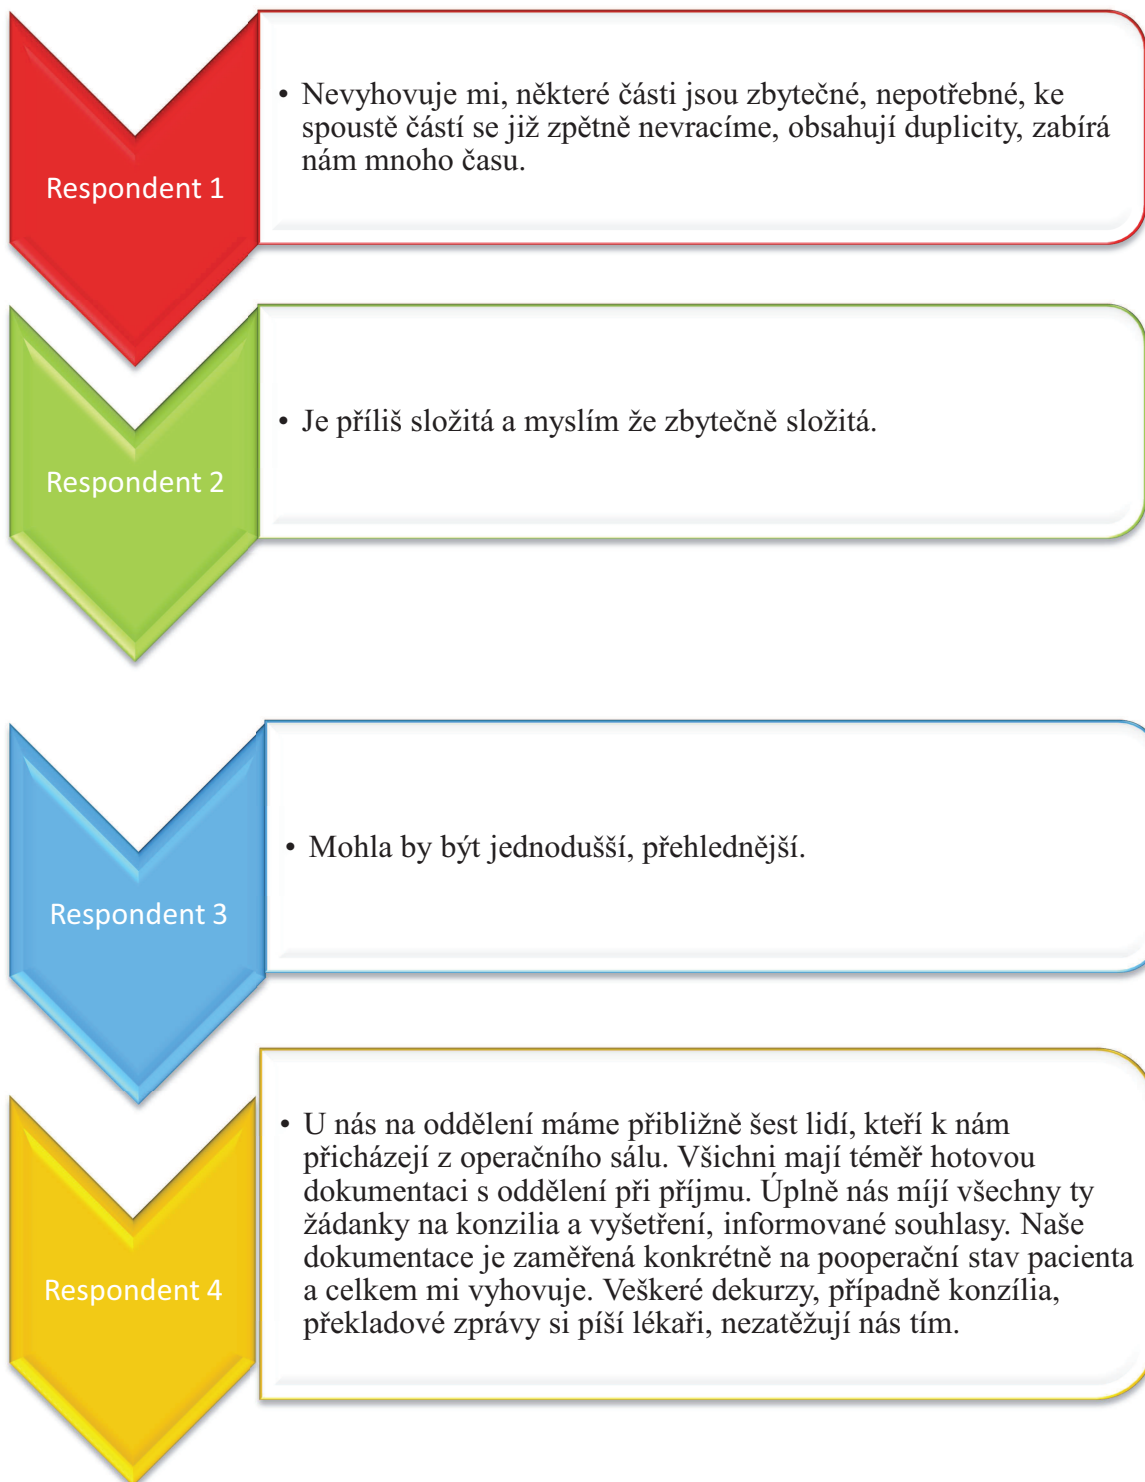 Respondent 1
• Nevyhovuje mi, některé části jsou zbytečné, nepotřebné, ke
spoustě částí se již zpětně nevracíme, obsahují duplicity, zabírá
nám mnoho času.
Respondent 2
• Je příliš složitá a myslím že zbytečně složitá.
Respondent 3
• Mohla by být jednodušší, přehlednější.
Respondent 4
• U nás na oddělení máme přibližně šest lidí, kteří k nám
přicházejí z operačního sálu. Všichni mají téměř hotovou
dokumentaci s oddělení při příjmu. Úplně nás míjí všechny ty
žádanky na konzilia a vyšetření, informované souhlasy. Naše
dokumentace je zaměřená konkrétně na pooperační stav pacienta
a celkem mi vyhovuje. Veškeré dekurzy, případně konzília,
překladové zprávy si píší lékaři, nezatěžují nás tím.